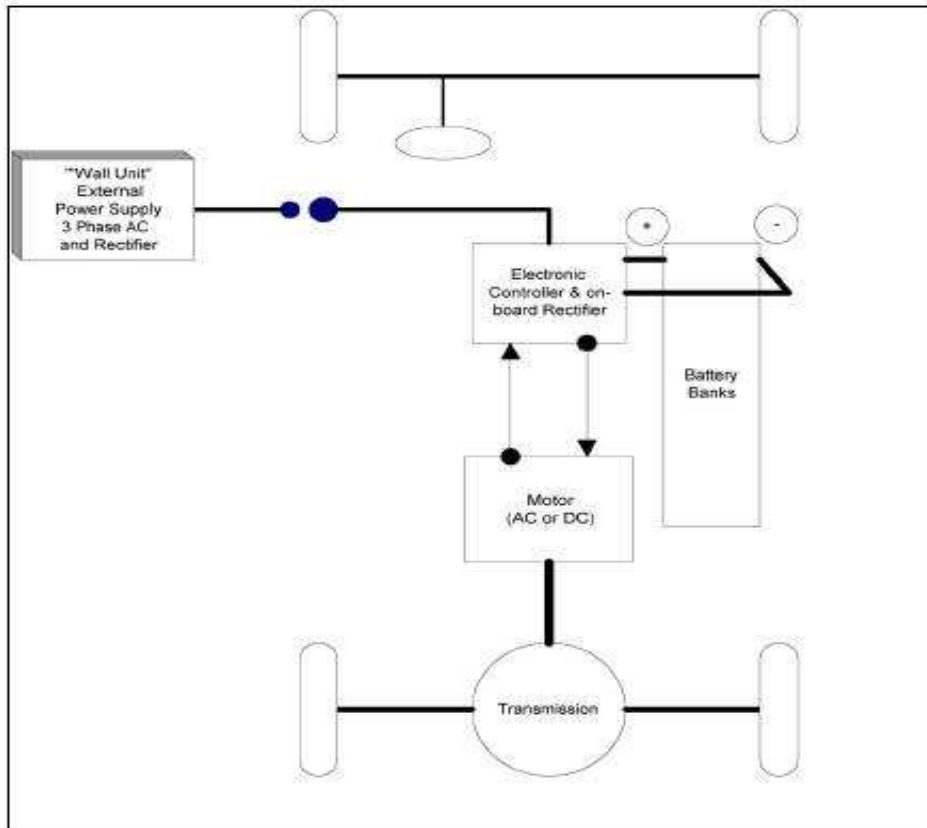 "Wall Unit"
External
Power Supply
3 Phase AC
and Rectifier
+
-
Electronic
Controller & on-
board Rectifier
Battery
Banks
Motor
(AC or DC)
Transmission